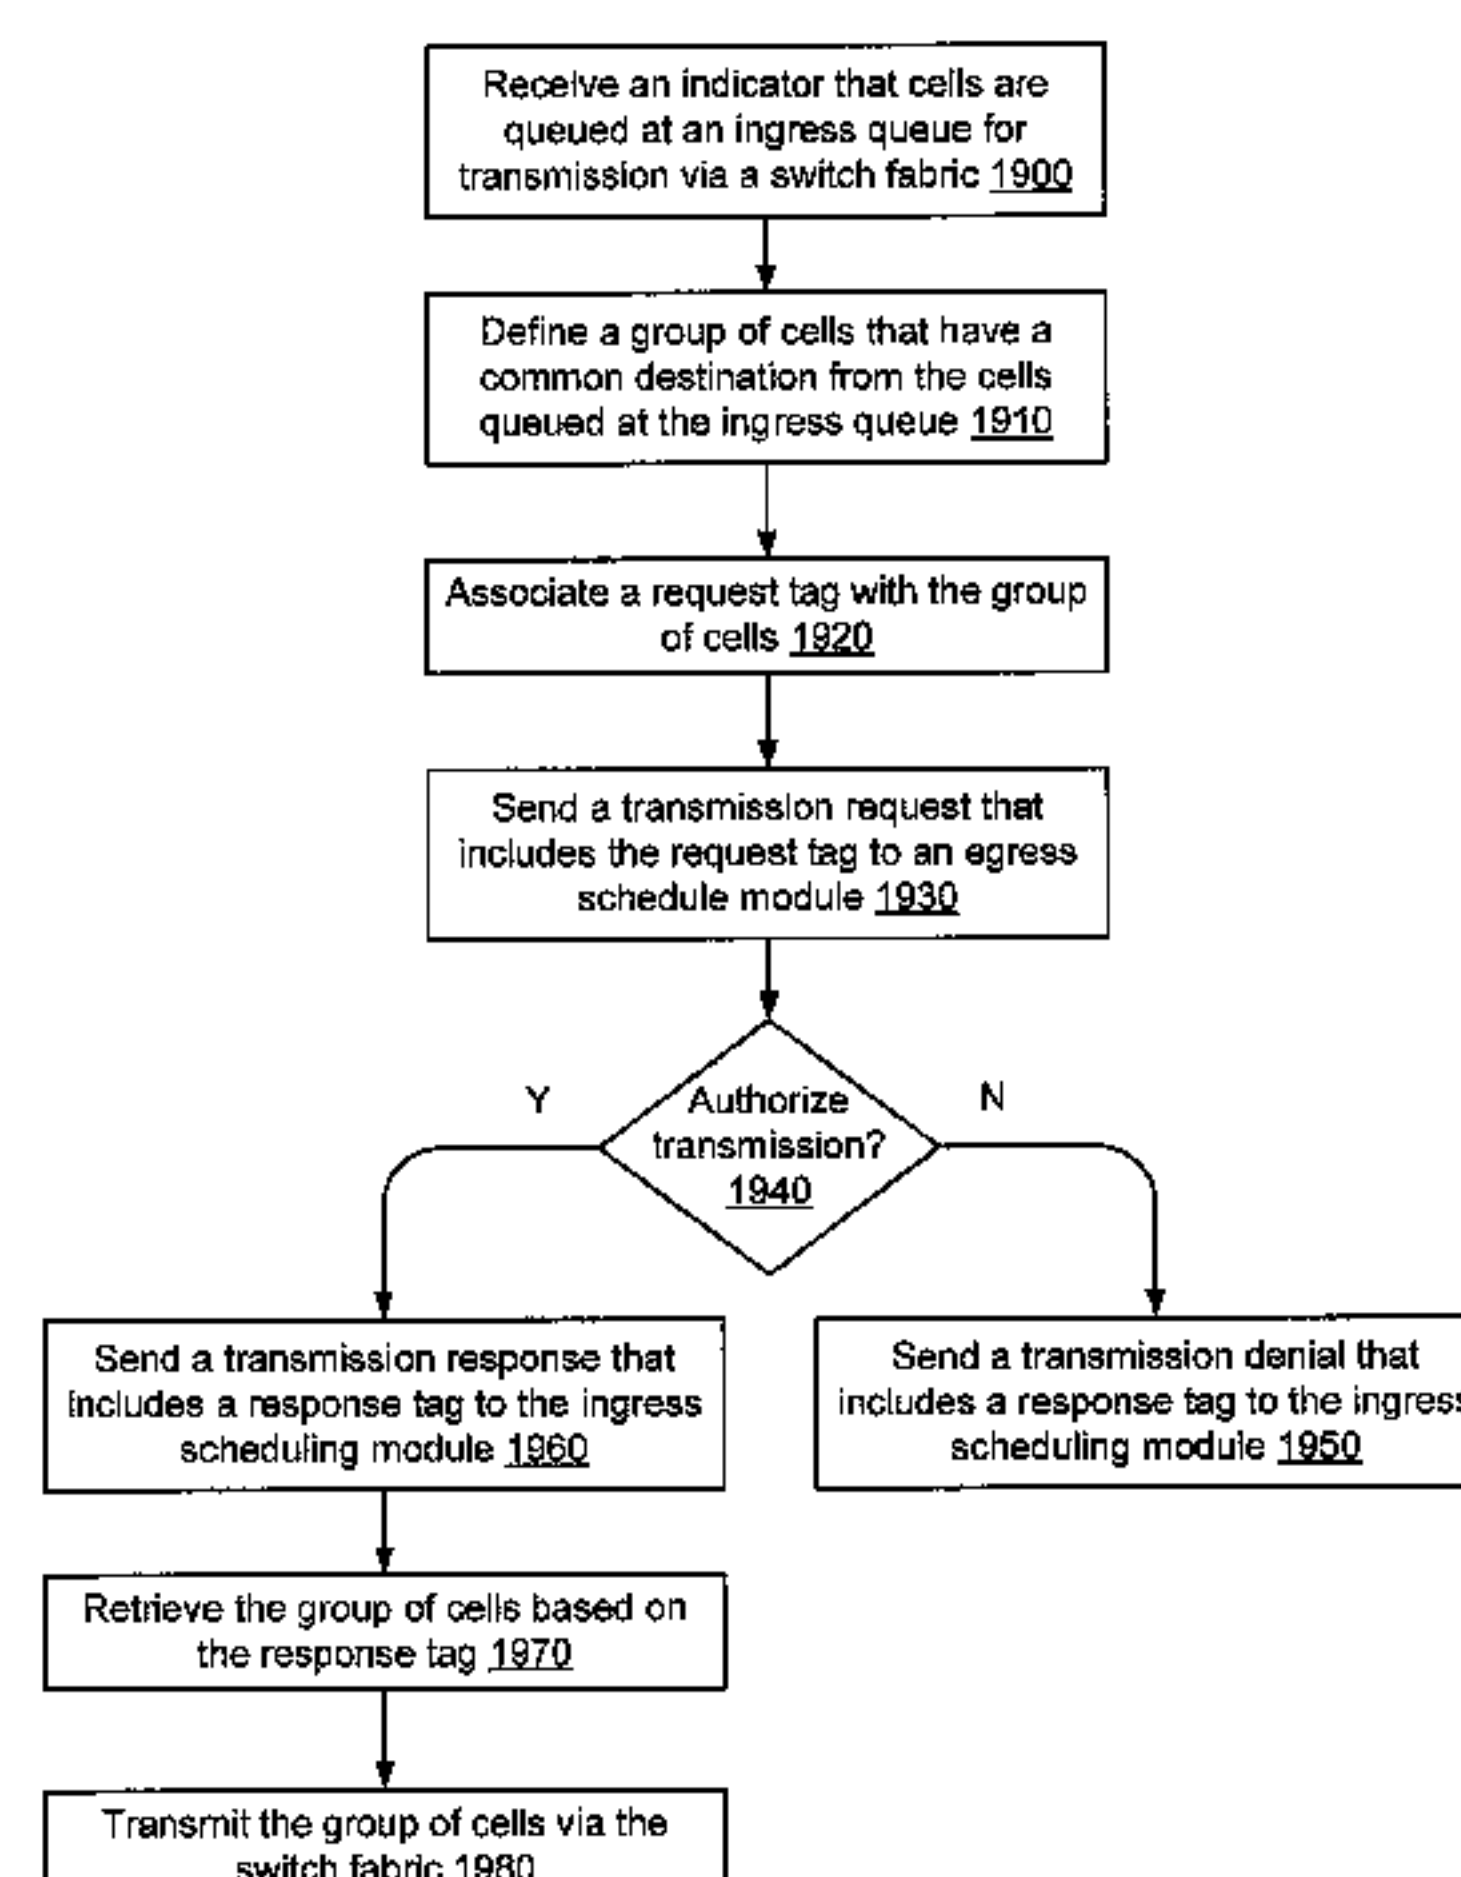 Receive an indicator that cells are
queued at an ingress queue for
transmission via a switch fabric 1900
Define a group of cells that have a
common destination from the cells
queued at the ingress queue 1910
Associate a request tag with the group
of cells 1920
Send a transmission request that
includes the request tag to an egress
schedule module 1930
Y
N
Authorize
transmission?
1940
Send a transmission response that
includes a response tag to the ingress
scheduling module 1960
Send a transmission denial that
includes a response tag to the ingress
scheduling module 1950
Retrieve the group of cells based on
the response tag 1970
Transmit the group of cells via the
switch fabric 1980